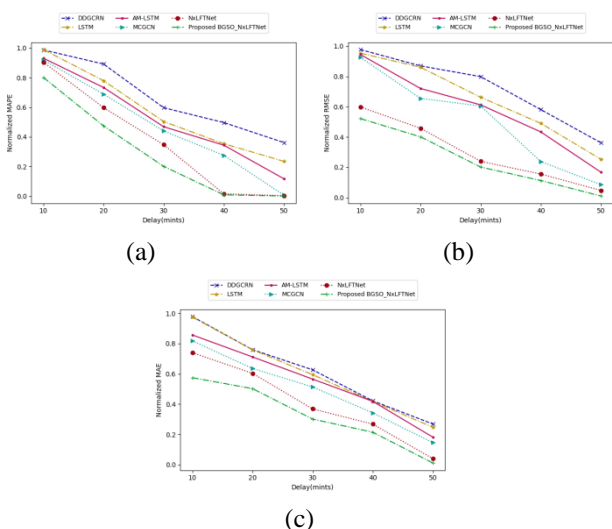 DDGCRN AM-LSTM NxLFTNet
LSTM MCGCN Proposed BGSO_NxLFTNet
1.0
0.8
0.6
0.4
0.2
0.0
Normalized MAPE
10 20 30 40 50
Delay(mints)
(a)
DDGCRN AM-LSTM NxLFTNet
LSTM MCGCN Proposed BGSO_NxLFTNet
1.0
0.8
0.6
0.4
0.2
0.0
Normalized RMSE
10 20 30 40 50
Delay(mints)
(b)
DDGCRN AM-LSTM NxLFTNet
LSTM MCGCN Proposed BGSO_NxLFTNet
1.0
0.8
0.6
0.4
0.2
0.0
Normalized MAE
10 20 30 40 50
Delay(mints)
(c)